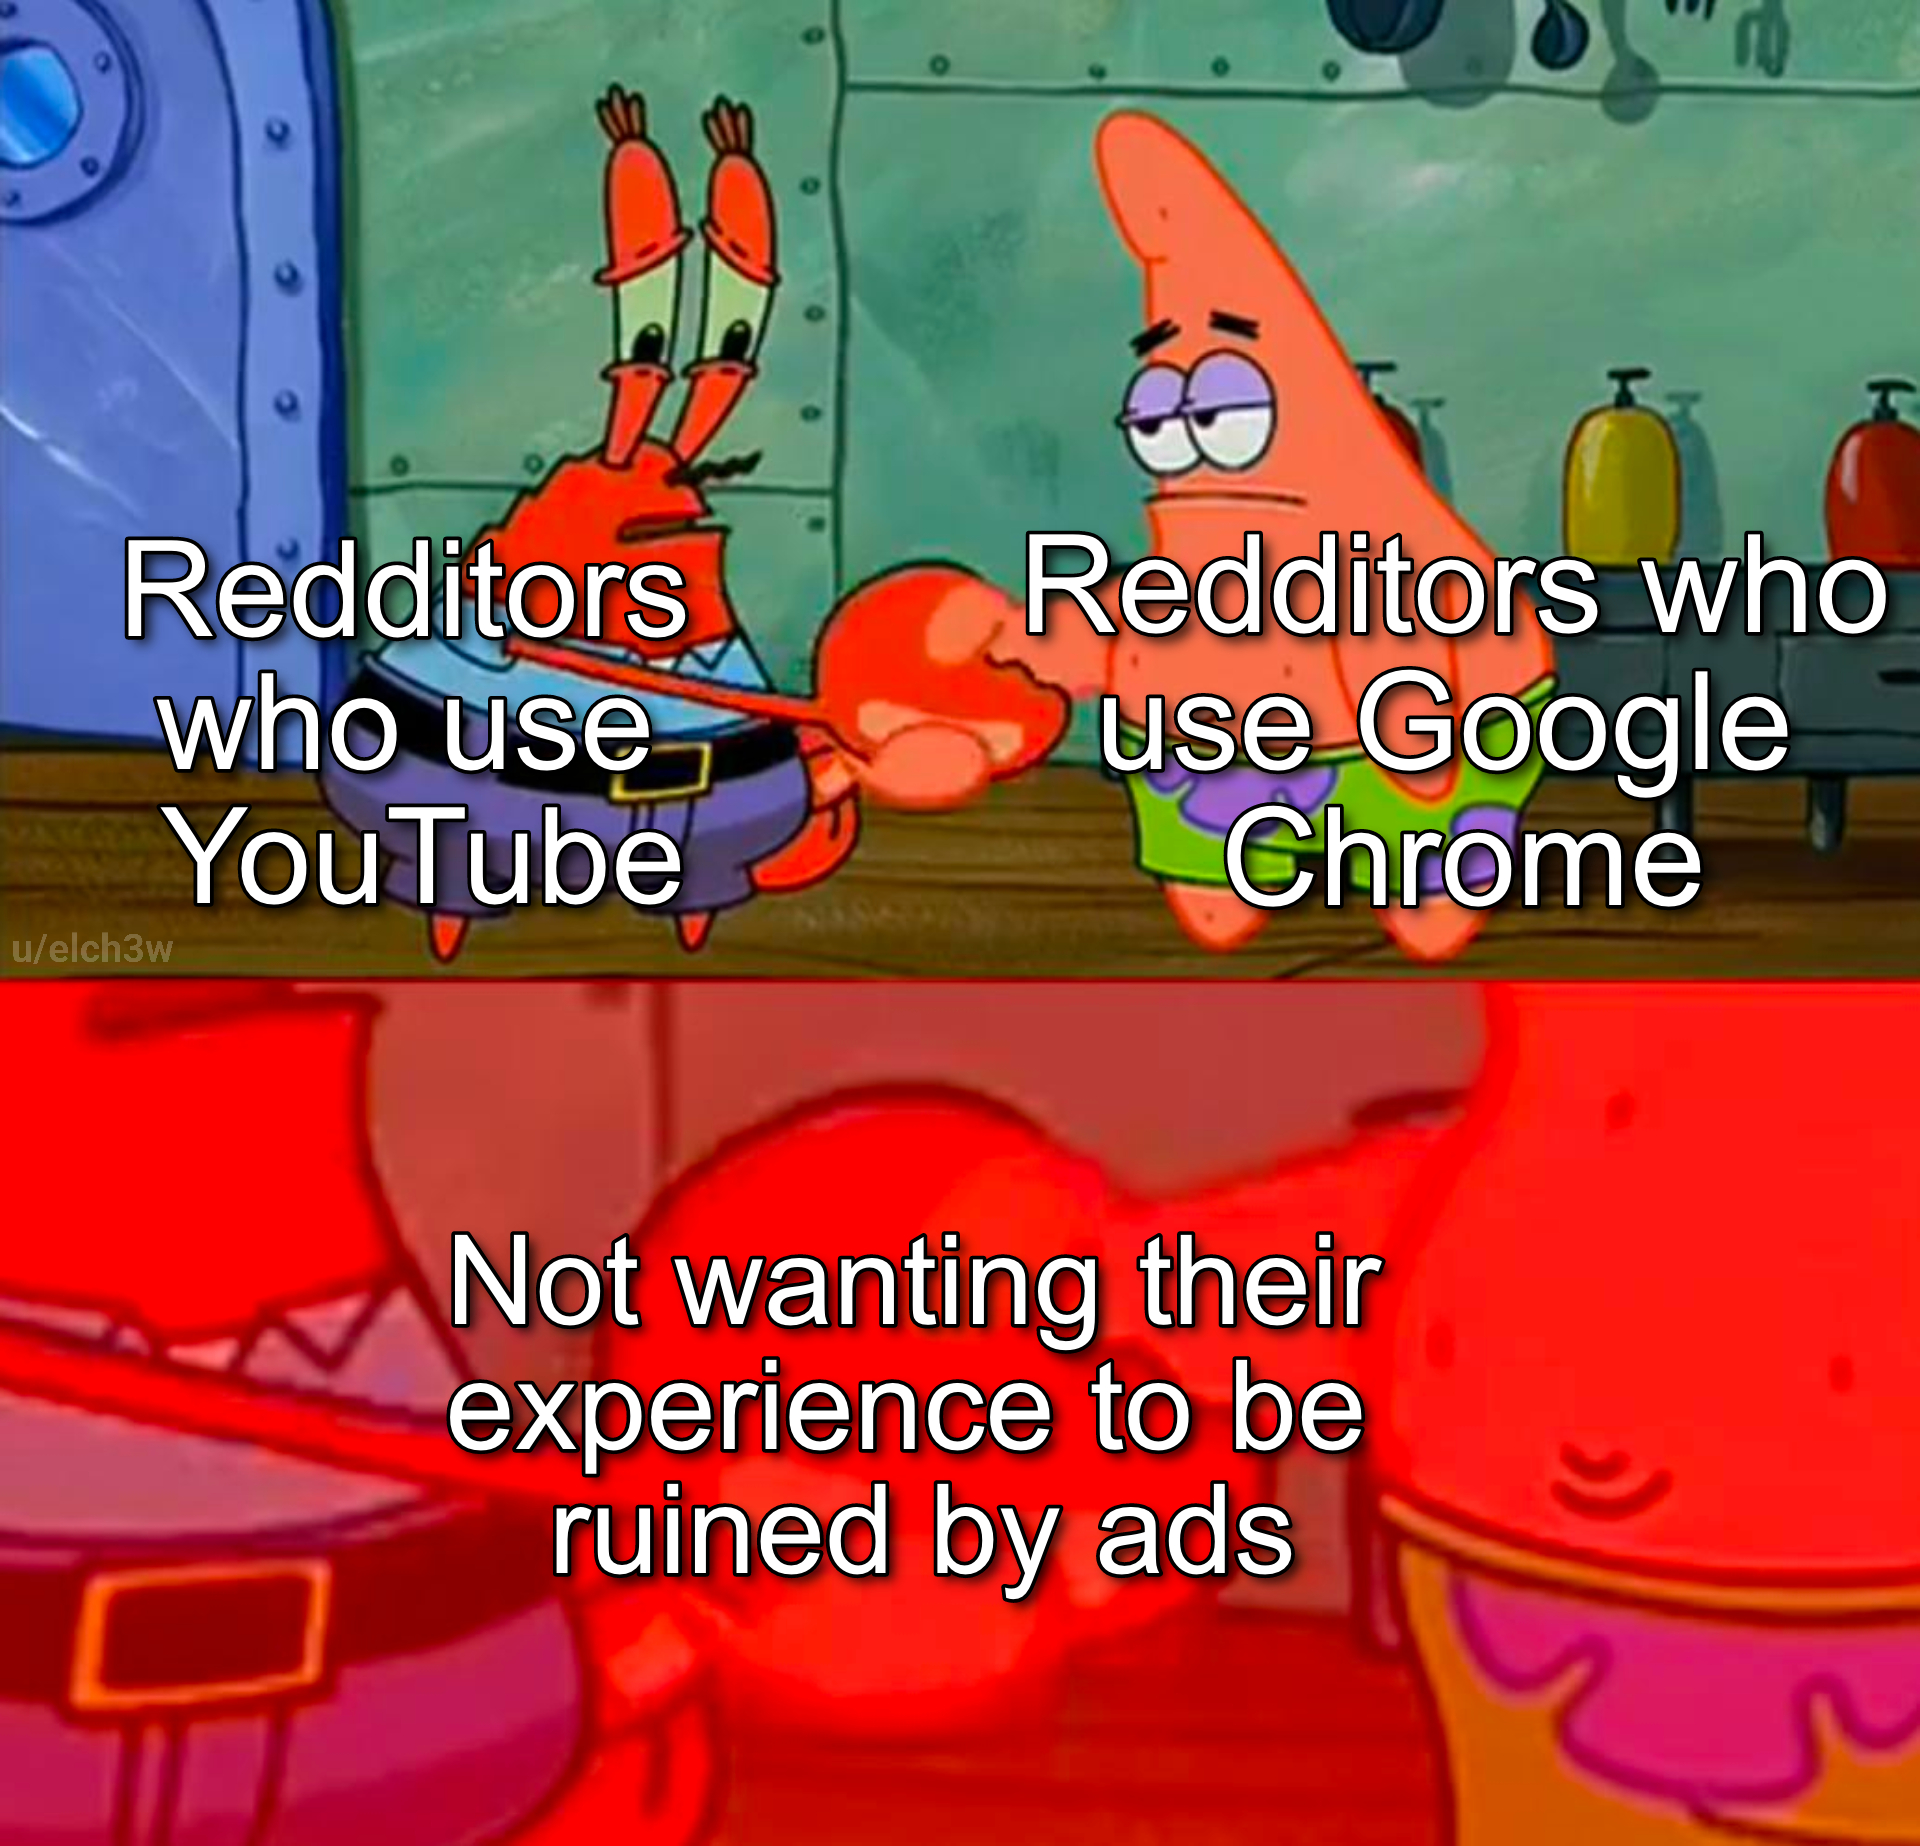 Redditors
who use
YouTube
Redditors who
use Google
Chrome
u/elch3w
Not wanting their
experience to be
ruined by ads